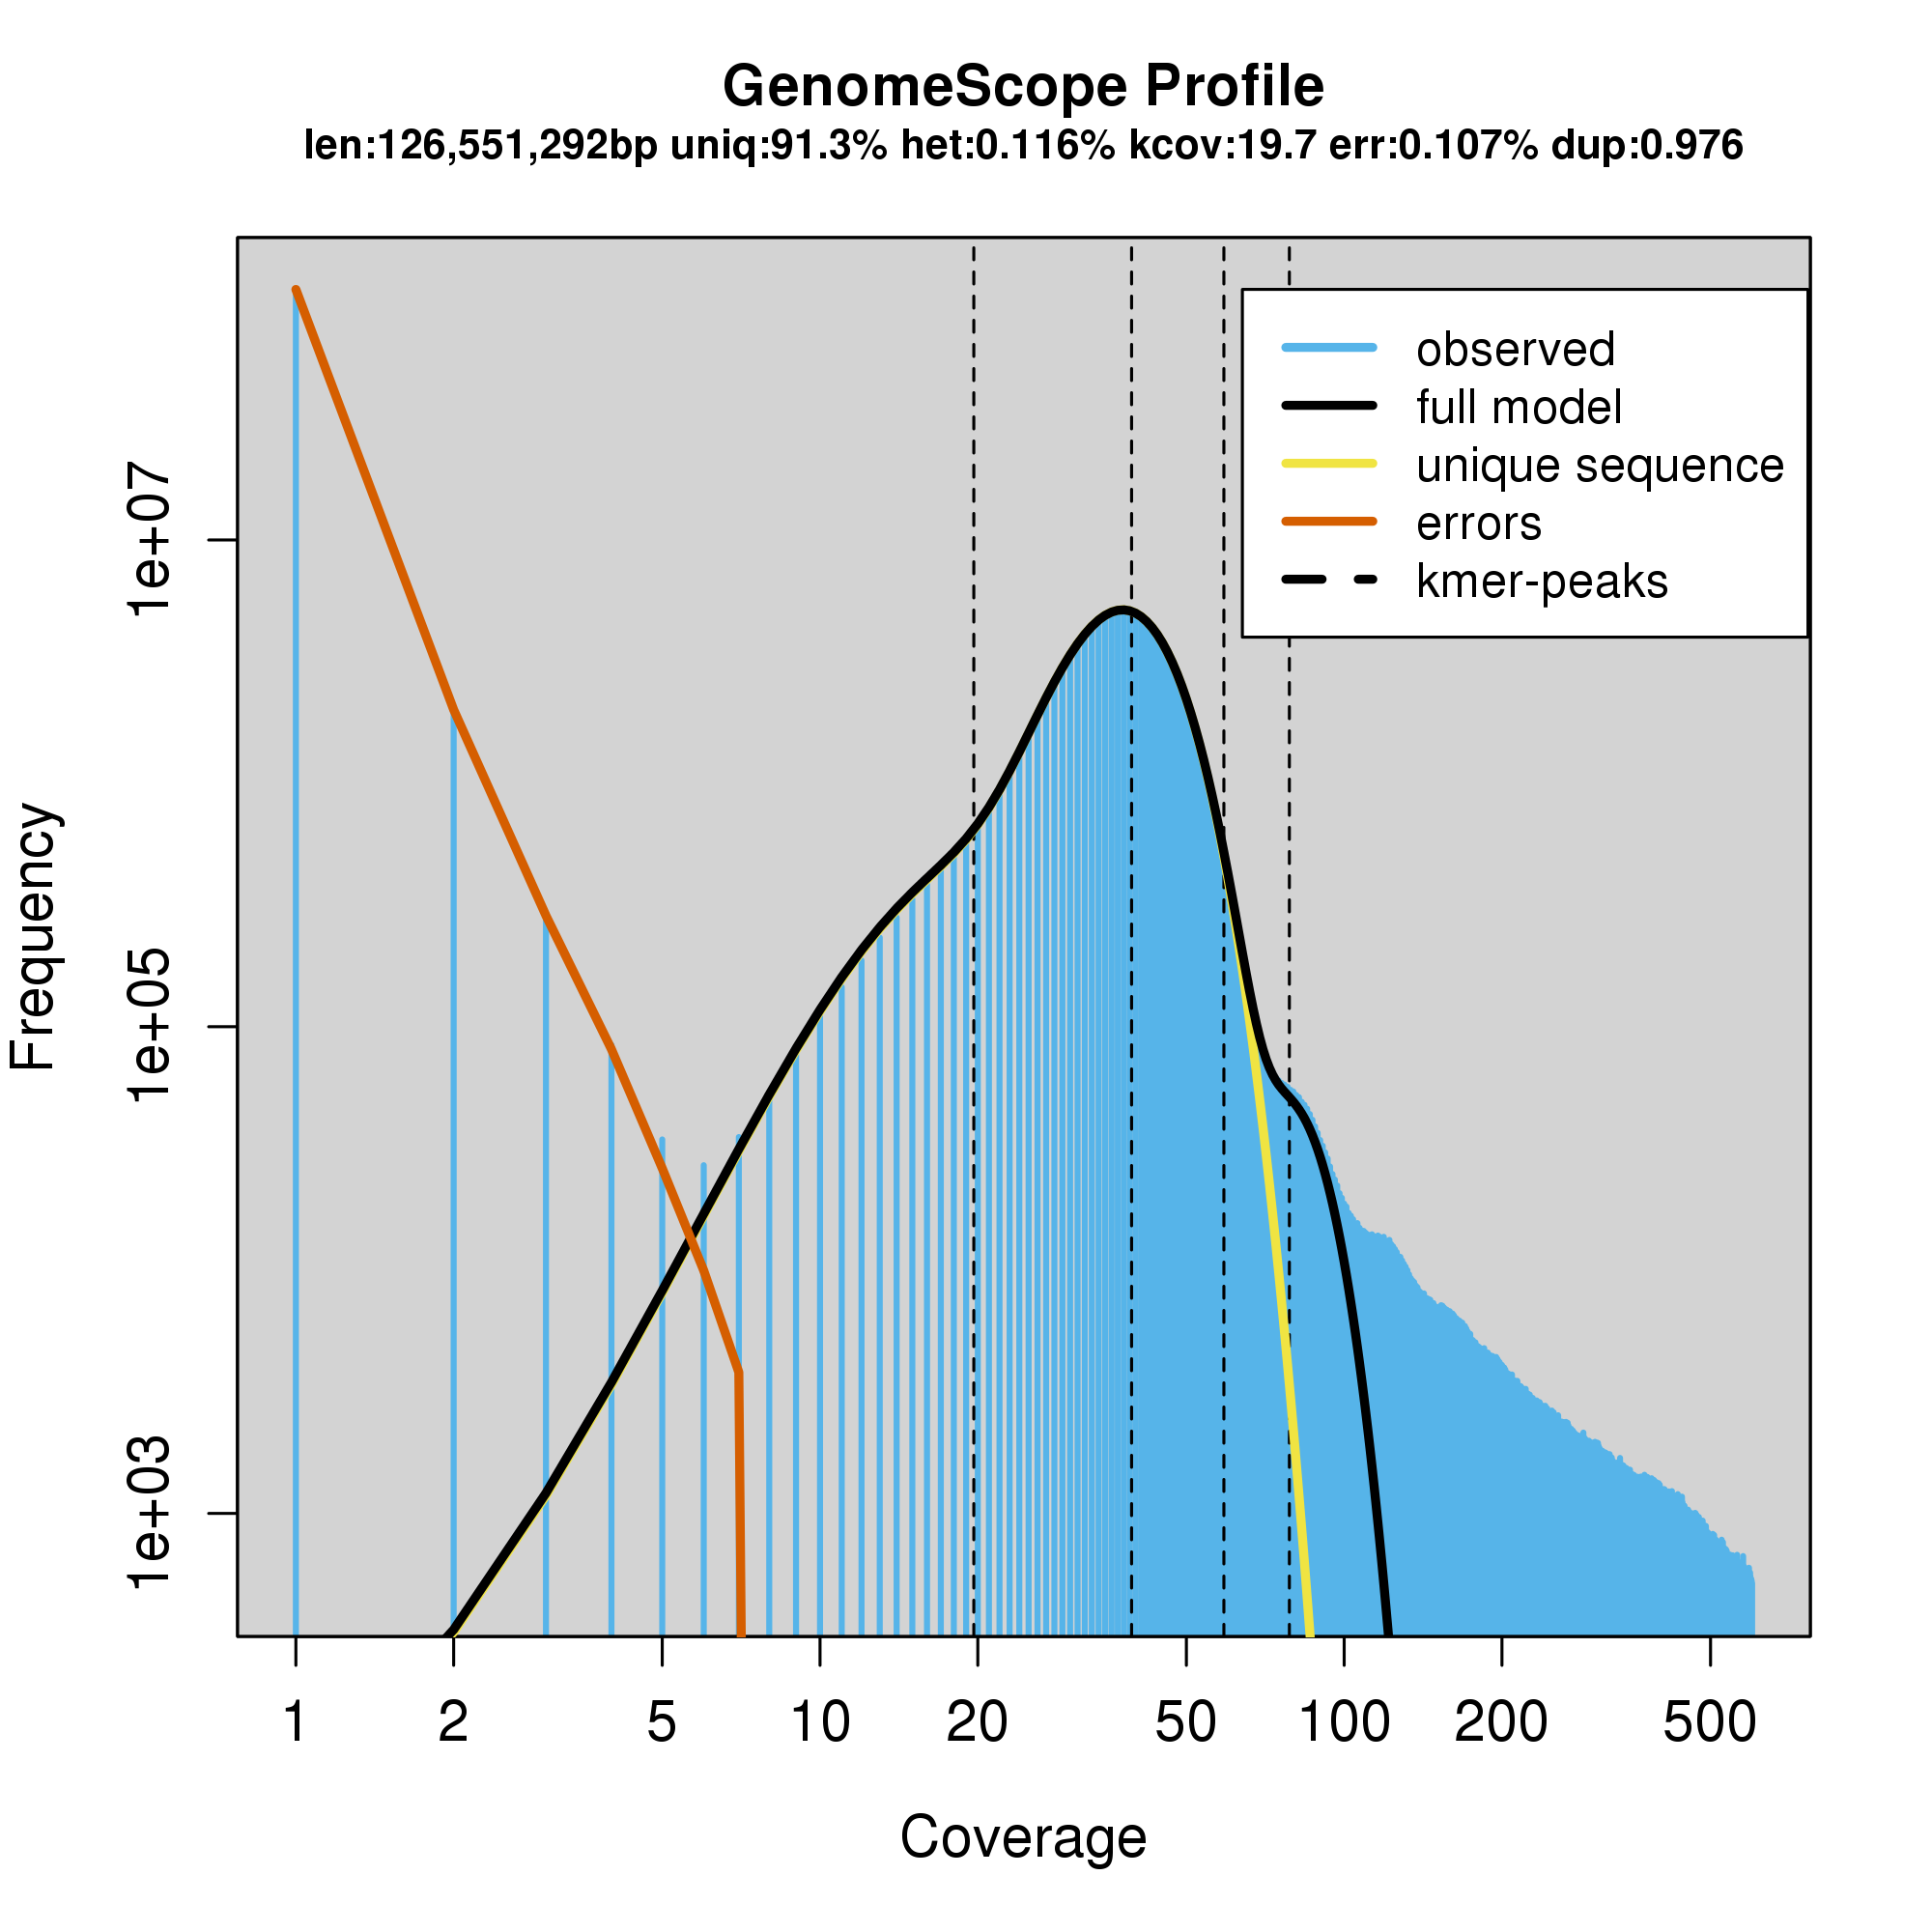 GenomeScope Profile
len:126,551,292bp uniq:91.3% het:0.116% kcov:19.7 err:0.107% dup:0.976
observed
full model
unique sequence
errors
kmer-peaks
Frequency
1e+07
1e+05
1e+03
1 2 5 10 20 50 100 200 500
Coverage